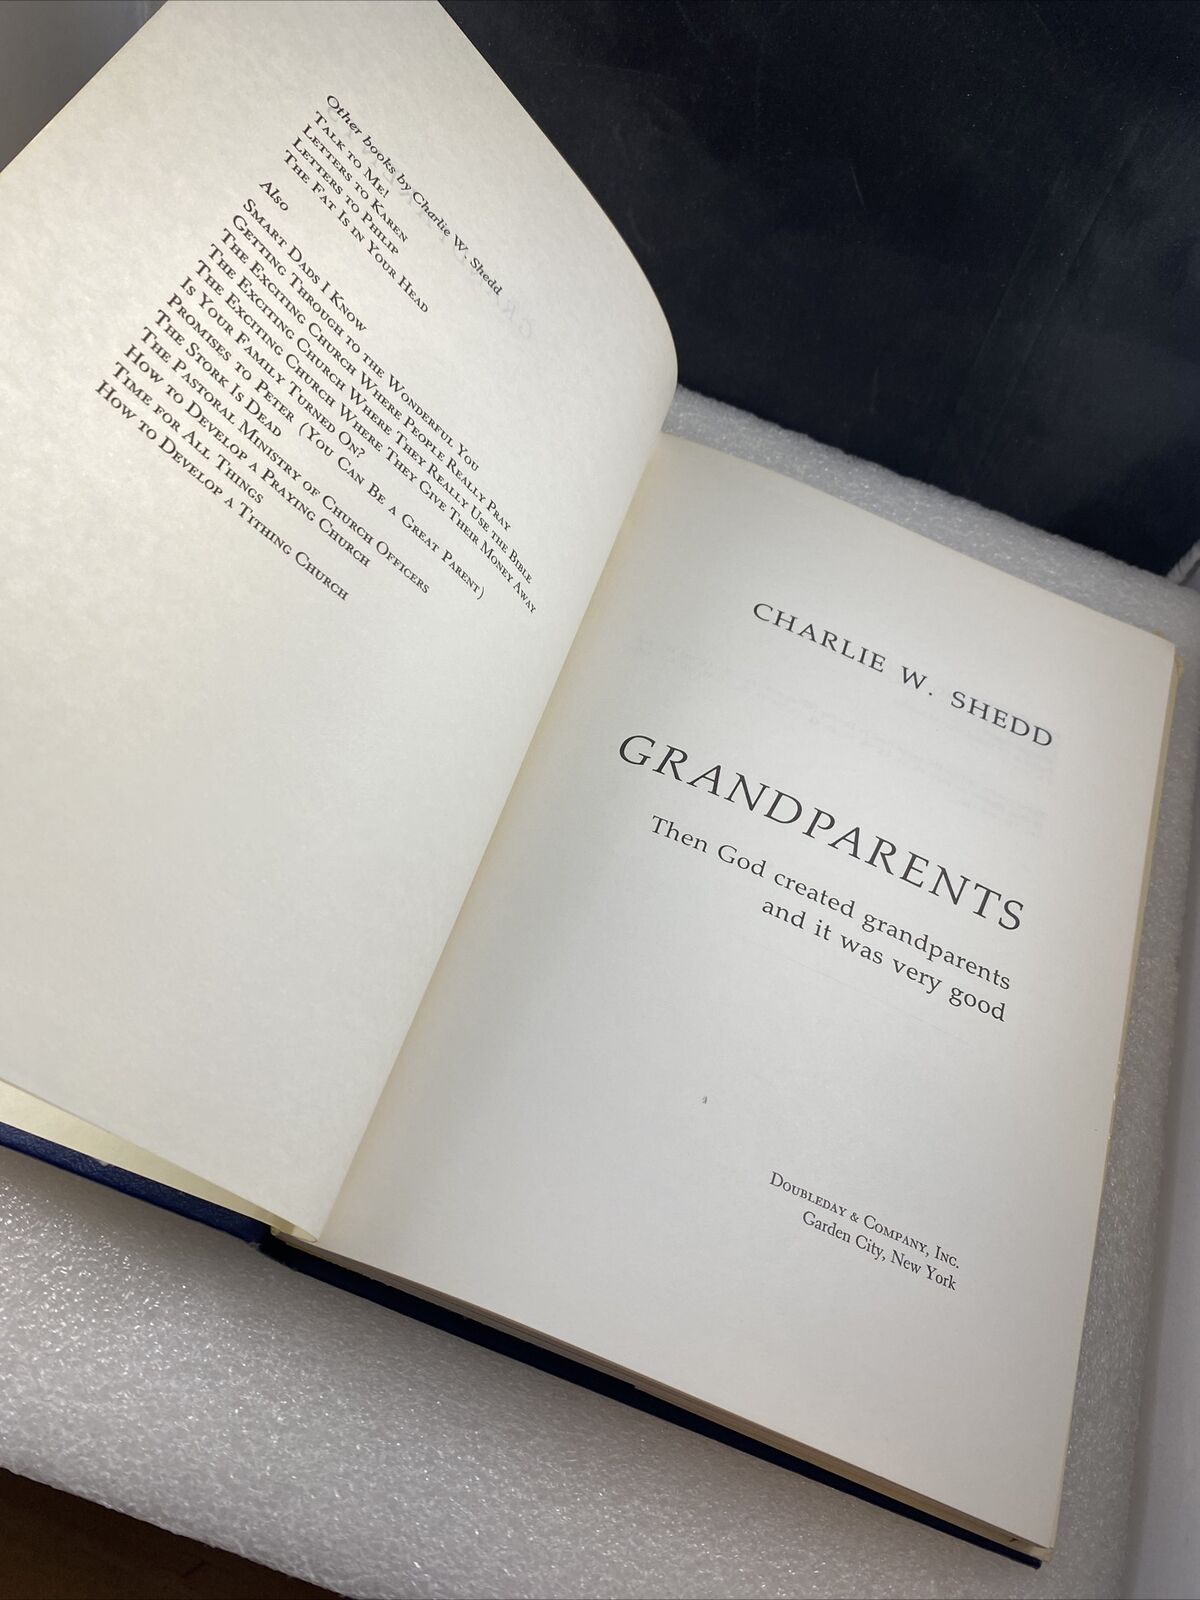 Other books by Charlie W. Shedd
TALK TO ME!
LETTERS TO KAREN
LETTERS TO PHILIP
THE FAT IS IN YOUR HEAD
Also
SMART DADS I KNOW
GETTING THROUGH TO THE WONDERFUL YOU
THE EXCITING CHURCH WHERE PEOPLE REALLY PRAY
THE EXCITING CHURCH WHERE THEY REALLY USE THE BIBLE
THE EXCITING CHURCH WHERE THEY GIVE THEIR MONEY AWAY
IS YOUR FAMILY TURNED ON?
PROMISES TO PETER (YOU CAN BE A GREAT PARENT)
THE STORK IS DEAD
THE PASTORAL MINISTRY OF CHURCH OFFICERS
HOW TO DEVELOP A PRAYING CHURCH
TIME FOR ALL THINGS
HOW TO DEVELOP A TITHING CHURCH
CHARLIE W. SHEDD
GRANDPARENTS
Then God created grandparents
and it was very good
DOUBLEDAY & COMPANY, INC.
Garden City, New York